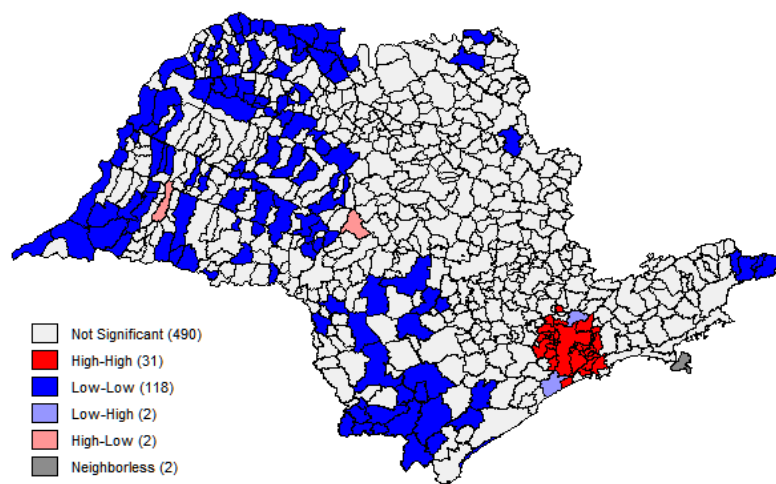 Not Significant (490)
High-High (31)
Low-Low (118)
Low-High (2)
High-Low (2)
Neighborless (2)